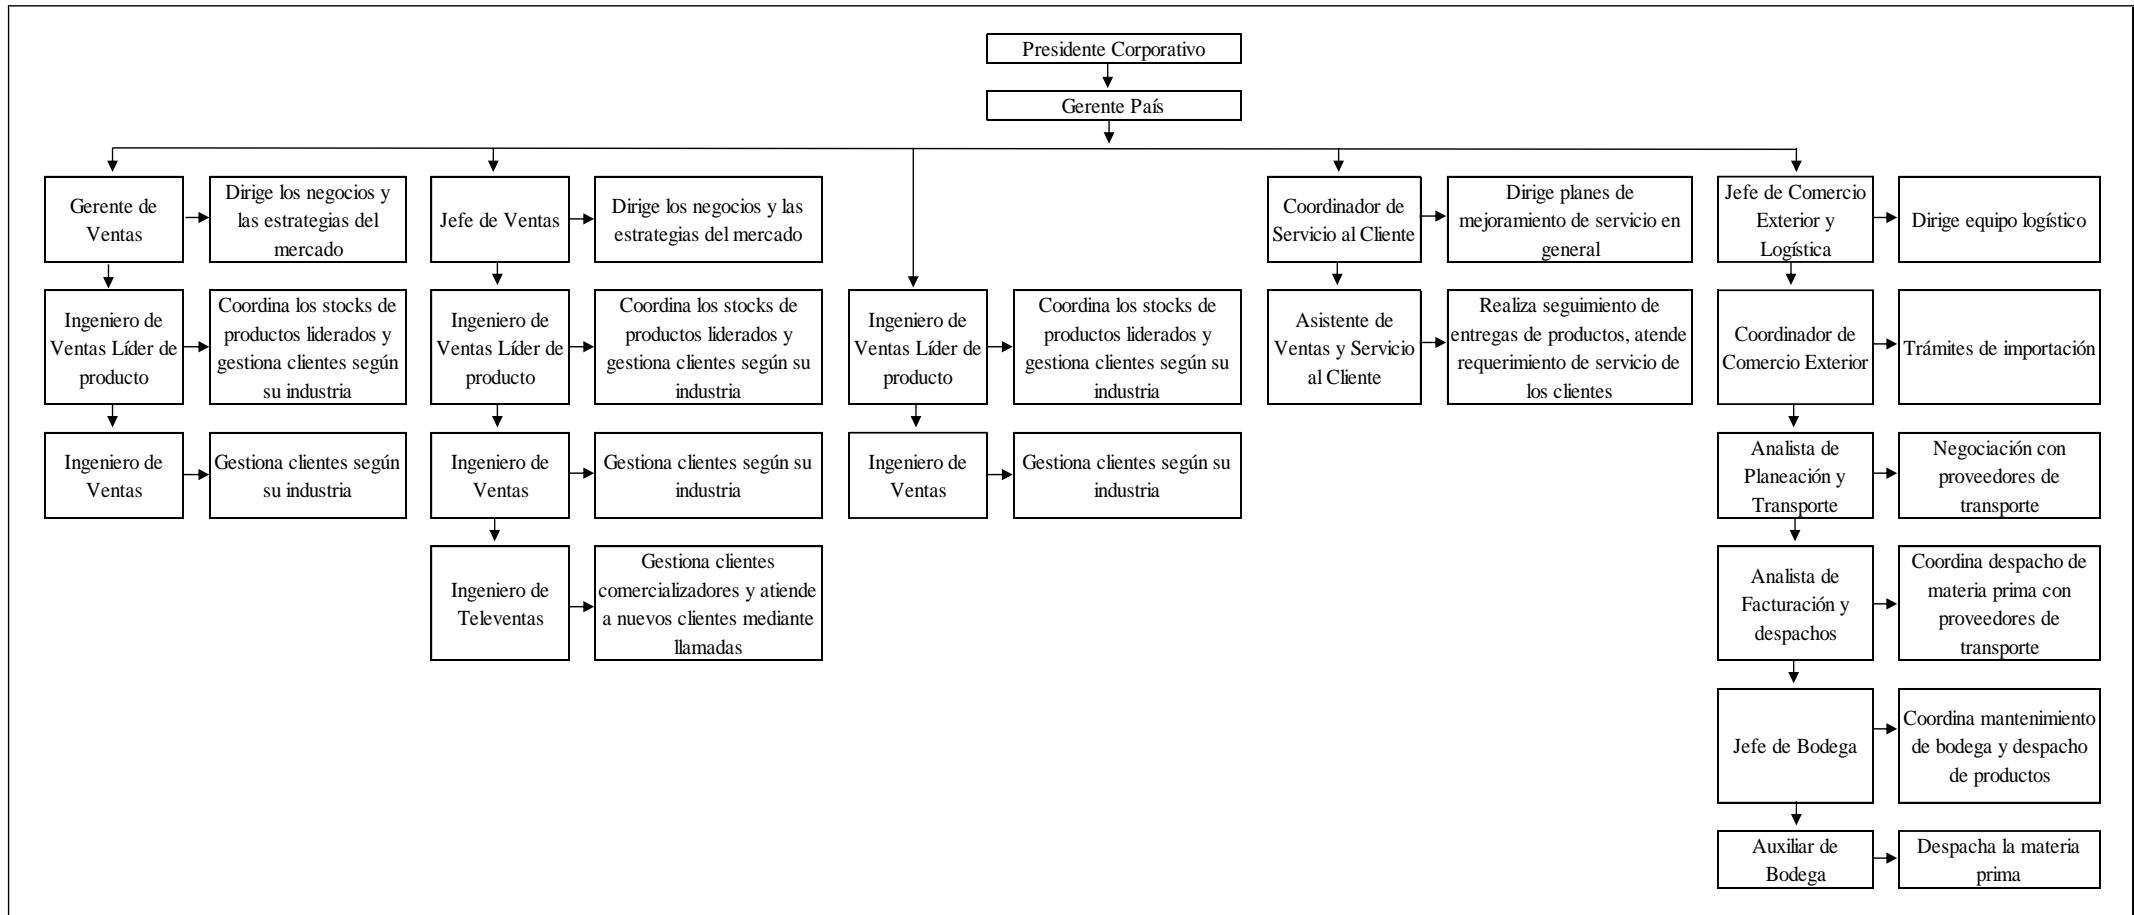 Presidente Corporativo
Gerente País
Gerente de
Ventas
Dirige los negocios y
las estrategias del
mercado
Jefe de Ventas
Dirige los negocios y las
estrategias del mercado
Coordinador de
Servicio al Cliente
Dirige planes de
mejoramiento de servicio en
general
Jefe de Comercio
Exterior y
Logística
Dirige equipo logístico
Ingeniero de
Ventas Líder de
producto
Coordina los stocks de
productos liderados y
gestiona clientes según
su industria
Ingeniero de
Ventas Líder de
producto
Coordina los stocks de
productos liderados y
gestiona clientes según su
industria
Ingeniero de
Ventas Líder de
producto
Coordina los stocks de
productos liderados y
gestiona clientes según su
industria
Asistente de
Ventas y Servicio
al Cliente
Realiza seguimiento de
entregas de productos, atende
requerimiento de servicio de
los clientes
Coordinador de
Comercio Exterior
Trámites de importación
Ingeniero de
Ventas
Gestiona clientes según
su industria
Ingeniero de
Ventas
Gestiona clientes según su
industria
Ingeniero de
Ventas
Gestiona clientes según su
industria
Analista de
Planeación y
Transporte
Negociación con
proveedores de
transporte
Ingeniero de
Televentas
Gestiona clientes
comercializadores y atiende
a nuevos clientes mediante
llamadas
Analista de
Facturación y
despachos
Coordina despacho de
materia prima con
proveedores de
transporte
Jefe de Bodega
Coordina mantenimiento
de bodega y despacho
de productos
Auxiliar de
Bodega
Despacha la materia
prima